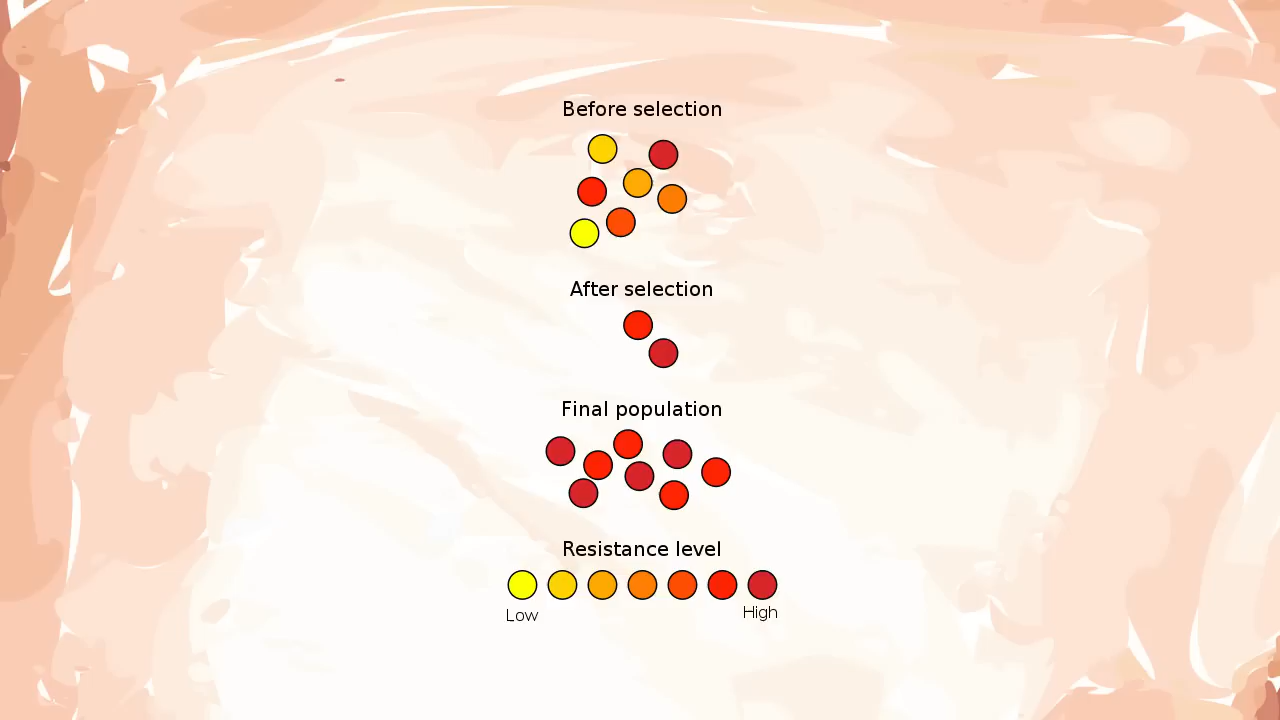 Before selection
After selection
Final population
Resistance level
Low
High